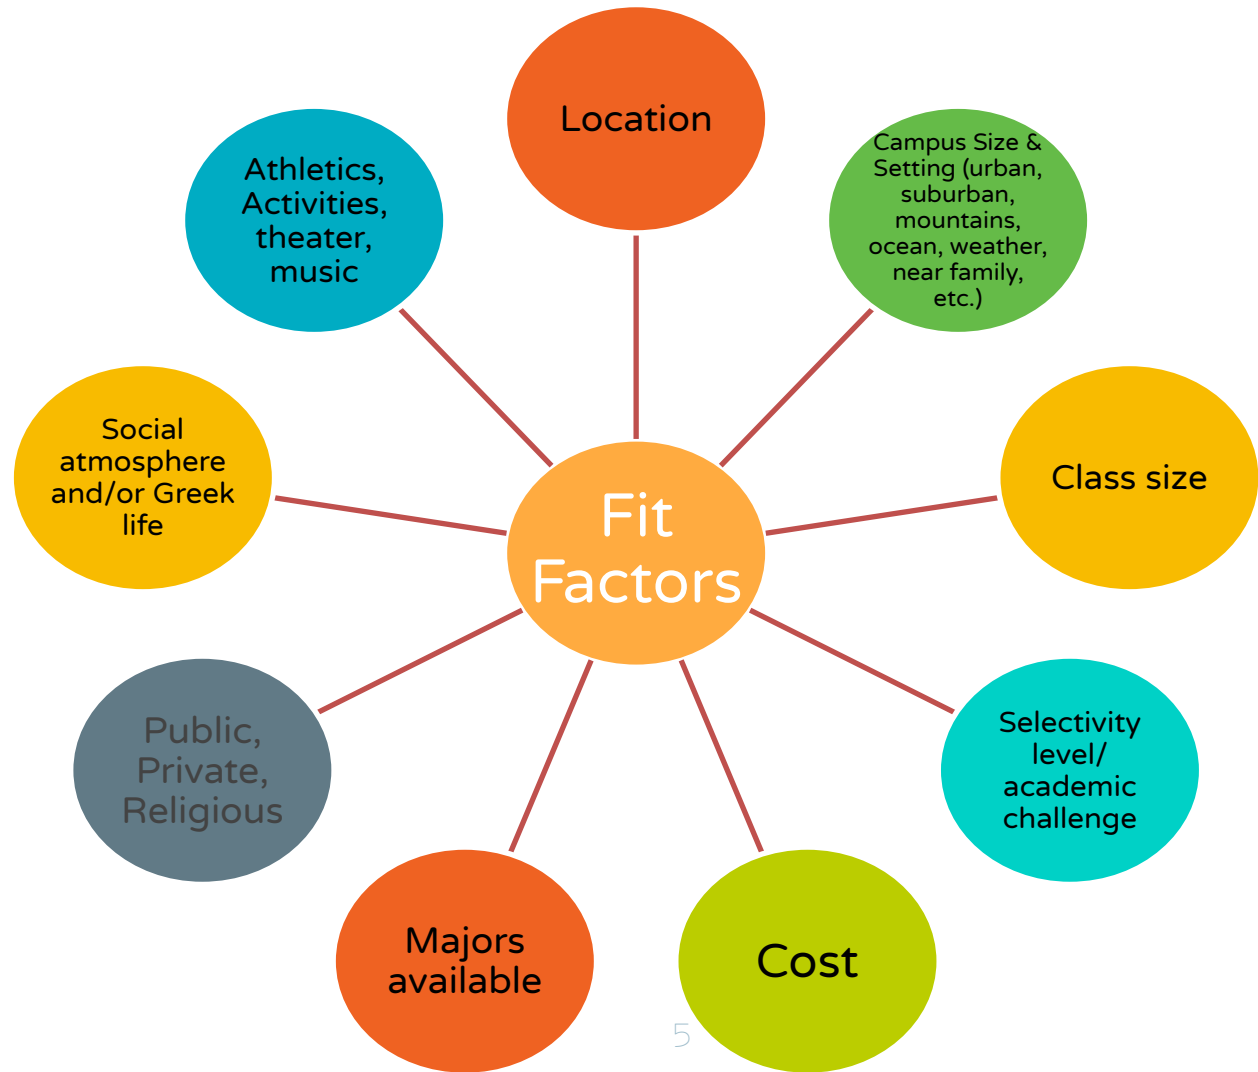 Location
Campus Size &
Setting (urban,
suburban,
mountains,
ocean, weather,
near family,
etc.)
Class size
Selectivity
level/
academic
challenge
Cost
Majors
available
Public,
Private,
Religious
Social
atmosphere
and/or Greek
life
Athletics,
Activities,
theater,
music
Fit
Factors
5